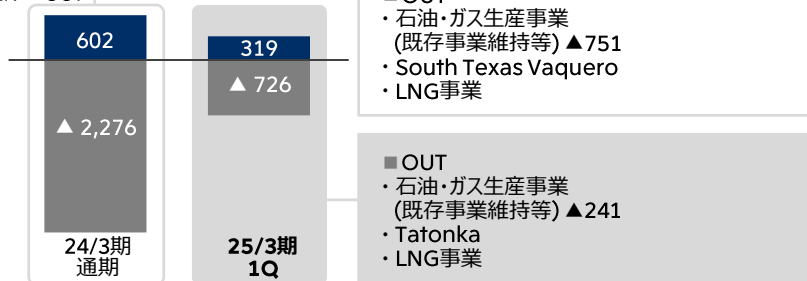 602
▲ 2,276
24/3期
通期
319
▲ 726
25/3期
1Q
・石油・ガス生産事業
(既存事業維持等) ▲751
・South Texas Vaquero
・LNG事業
■OUT
・石油・ガス生産事業
(既存事業維持等) ▲241
・Tatonka
・LNG事業